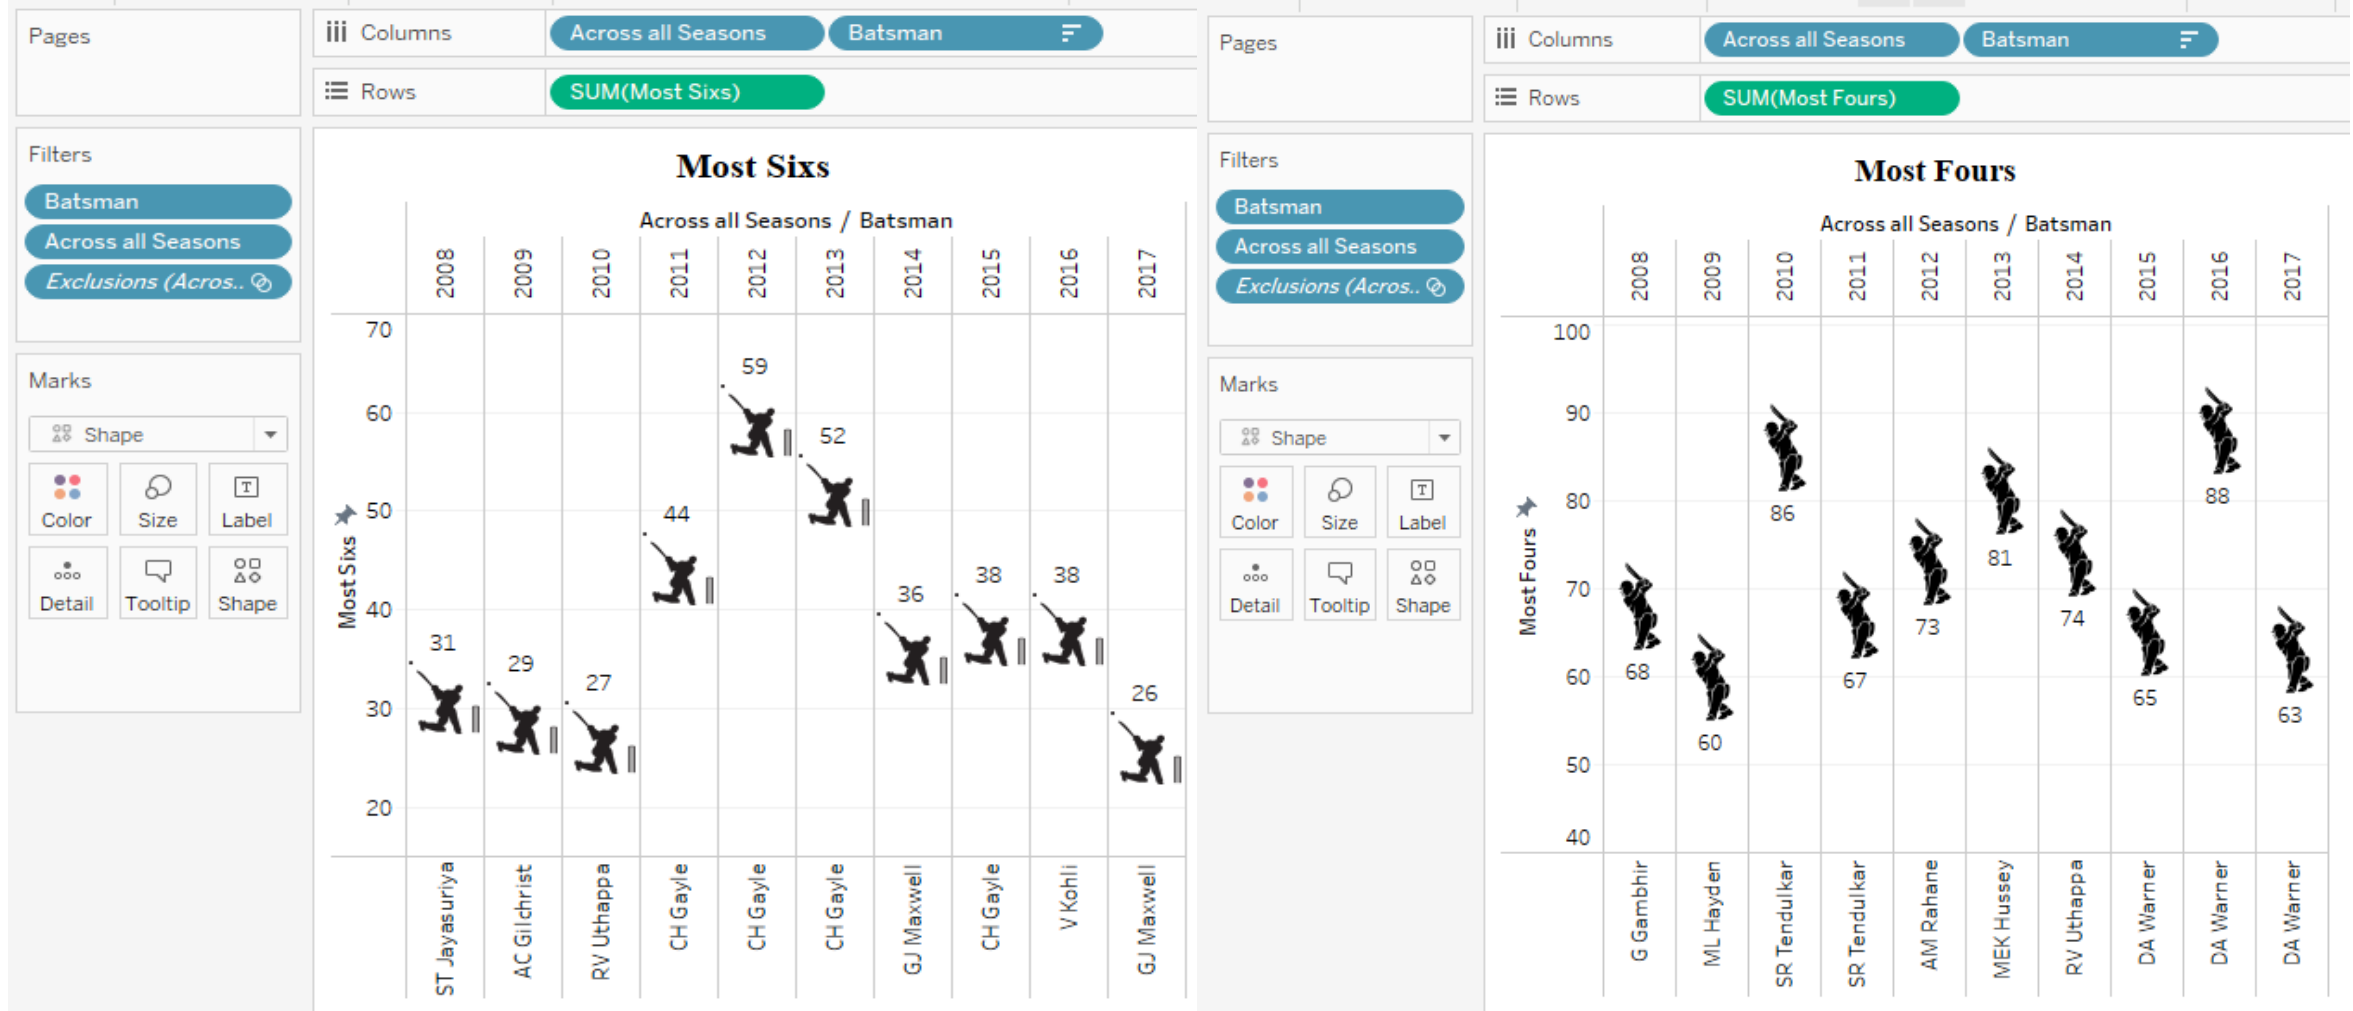 Pages
Columns
Across all Seasons
Batsman
Rows
SUM(Most Sixs)
Filters
Batsman
Across all Seasons
Exclusions (Acros..
Marks
Shape
Color
Size
Label
Detail
Tooltip
Shape
Most Sixs
Across all Seasons / Batsman
2008
2009
2010
2011
2012
2013
2014
2015
2016
2017
Most Sixs
70
60
50
40
30
20
31
29
27
44
59
52
36
38
38
26
ST Jayasuriya
AC Gilchrist
RV Uthappa
CH Gayle
CH Gayle
CH Gayle
GJ Maxwell
CH Gayle
V Kohli
GJ Maxwell
Pages
Columns
Across all Seasons
Batsman
Rows
SUM(Most Fours)
Filters
Batsman
Across all Seasons
Exclusions (Acros..
Marks
Shape
Color
Size
Label
Detail
Tooltip
Shape
Most Fours
Across all Seasons / Batsman
2008
2009
2010
2011
2012
2013
2014
2015
2016
2017
Most Fours
100
90
80
70
60
50
40
68
60
86
67
73
81
74
65
88
63
G Gambhir
ML Hayden
SR Tendulkar
SR Tendulkar
AM Rahane
MEK Hussey
RV Uthappa
DA Warner
DA Warner
DA Warner